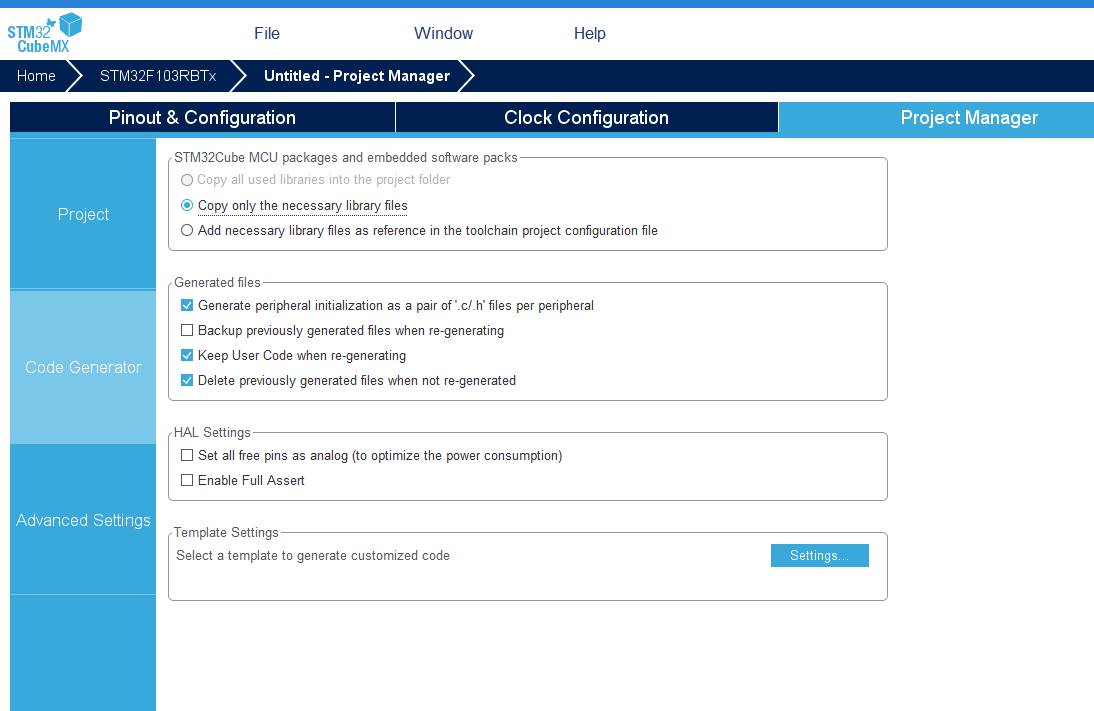 STM32
CubeMX
File
Window
Help
Home
STM32F103RBTx
Untitled - Project Manager
Pinout & Configuration
Clock Configuration
Project Manager
Project
Code Generator
Advanced Settings
STM32Cube MCU packages and embedded software packs
Copy all used libraries into the project folder
Copy only the necessary library files
Add necessary library files as reference in the toolchain project configuration file
Generated files
Generate peripheral initialization as a pair of '.c/.h' files per peripheral
Backup previously generated files when re-generating
Keep User Code when re-generating
Delete previously generated files when not re-generated
HAL Settings
Set all free pins as analog (to optimize the power consumption)
Enable Full Assert
Template Settings
Select a template to generate customized code
Settings...